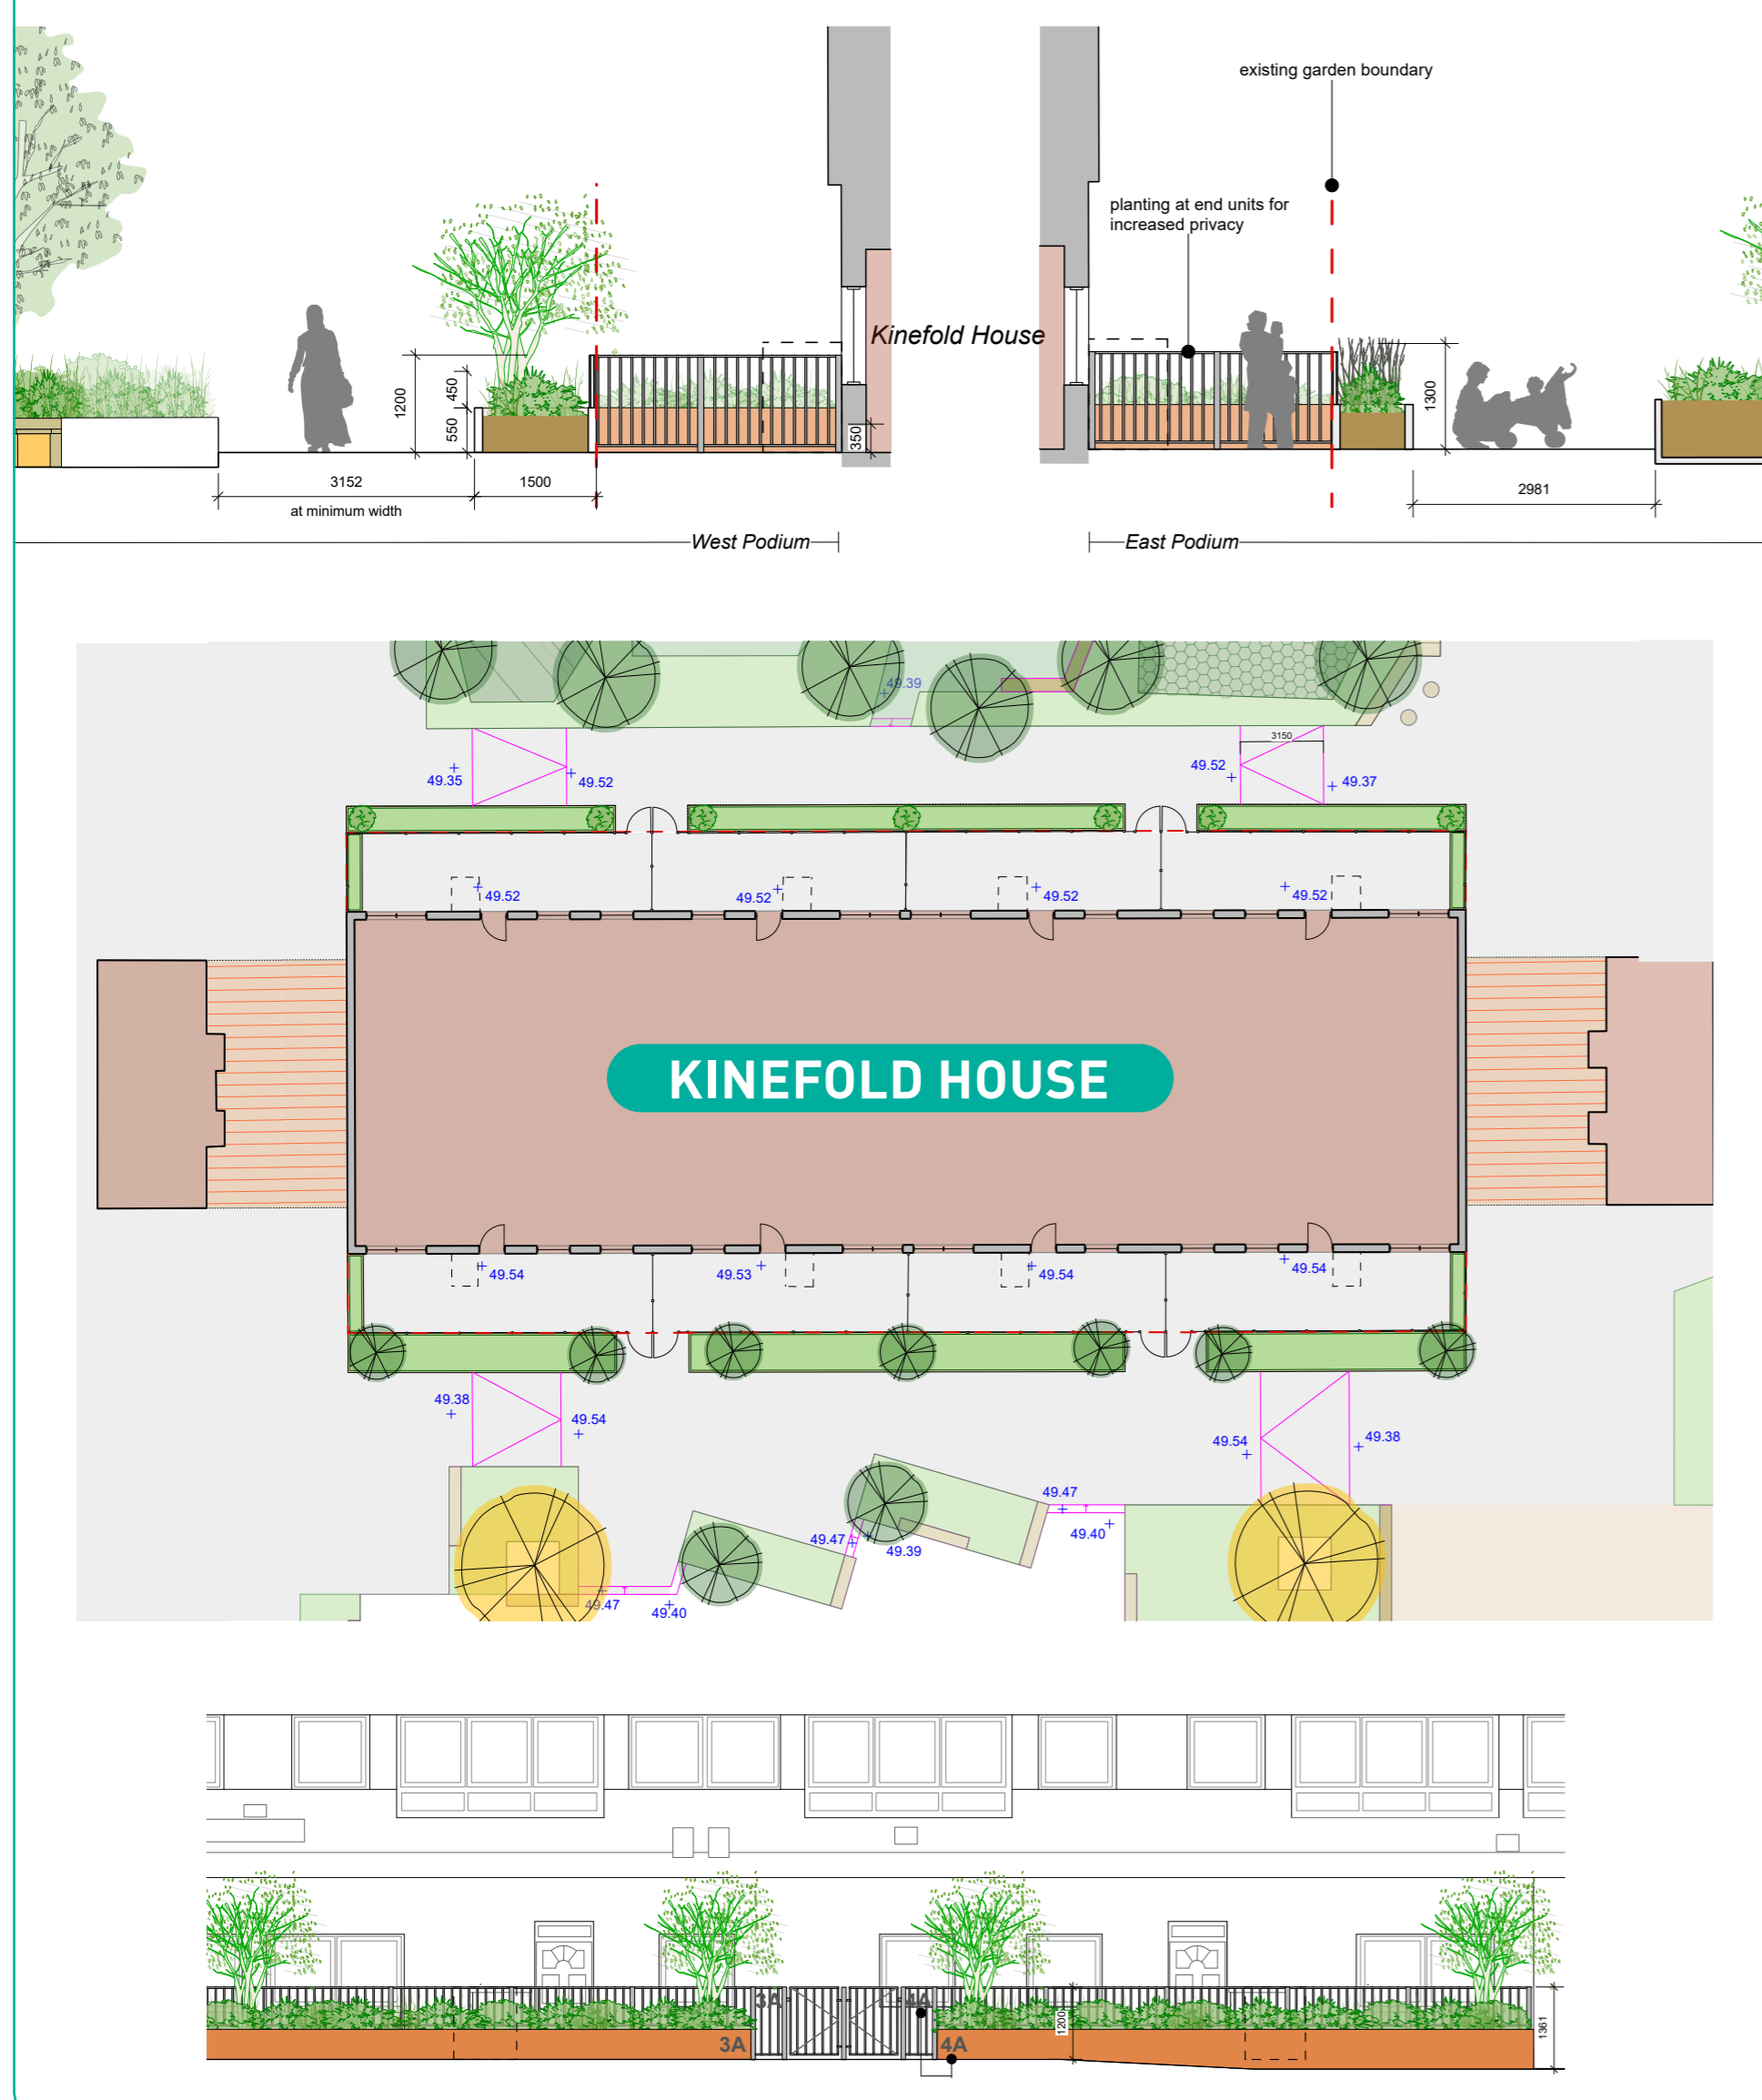 existing garden boundary
planting at end units for
increased privacy
Kinefold House
1200
450
550
350
1300
3152
1500
2981
at minimum width
West Podium
East Podium
49.39
3150
49.35
49.52
49.52
49.37
49.52
49.52
49.52
49.52
KINEFOLD HOUSE
49.54
49.53
49.54
49.54
49.38
49.54
49.54
49.38
49.47
49.47
49.39
49.40
49.47
49.40
3A
4A
1200
1361
3A
4A